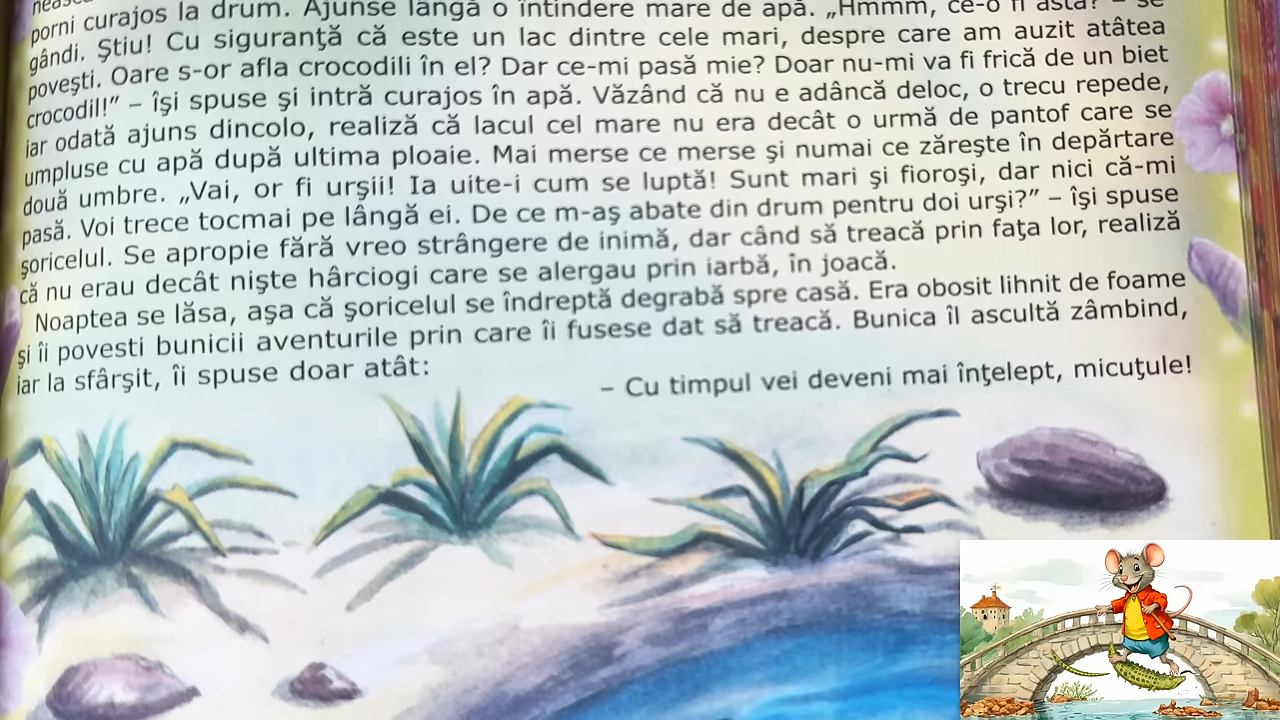 porni curajos la drum. Ajunse lângă o întindere mare de apă. „Hmmm, ce-o fi asta? – se
gândi. Ştiu! Cu siguranţă că este un lac dintre cele mari, despre care am auzit atâtea
poveşti. Oare s-or afla crocodili în el? Dar ce-mi pasă mie? Doar nu-mi va fi frică de un biet
crocodil!” – îşi spuse şi intră curajos în apă. Văzând că nu e adâncă deloc, o trecu repede,
iar odată ajuns dincolo, realiză că lacul cel mare nu era decât o urmă de pantof care se
umpluse cu apă după ultima ploaie. Mai merse ce merse şi numai ce zăreşte în depărtare
două umbre. „Vai, or fi urşii! Ia uite-i cum se luptă! Sunt mari şi fioroşi, dar nici că-mi
pasă. Voi trece tocmai pe lângă ei. De ce m-aş abate din drum pentru doi urşi?” – îşi spuse
şoricelul. Se apropie fără vreo strângere de inimă, dar când să treacă prin faţa lor, realiză
că nu erau decât nişte hârciogi care se alergau prin iarbă, în joacă.
Noaptea se lăsa, aşa că şoricelul se îndreptă degrabă spre casă. Era obosit lihnit de foame
şi îi povesti bunicii aventurile prin care îi fusese dat să treacă. Bunica îl ascultă zâmbind,
iar la sfârşit, îi spuse doar atât:
– Cu timpul vei deveni mai înţelept, micuţule!